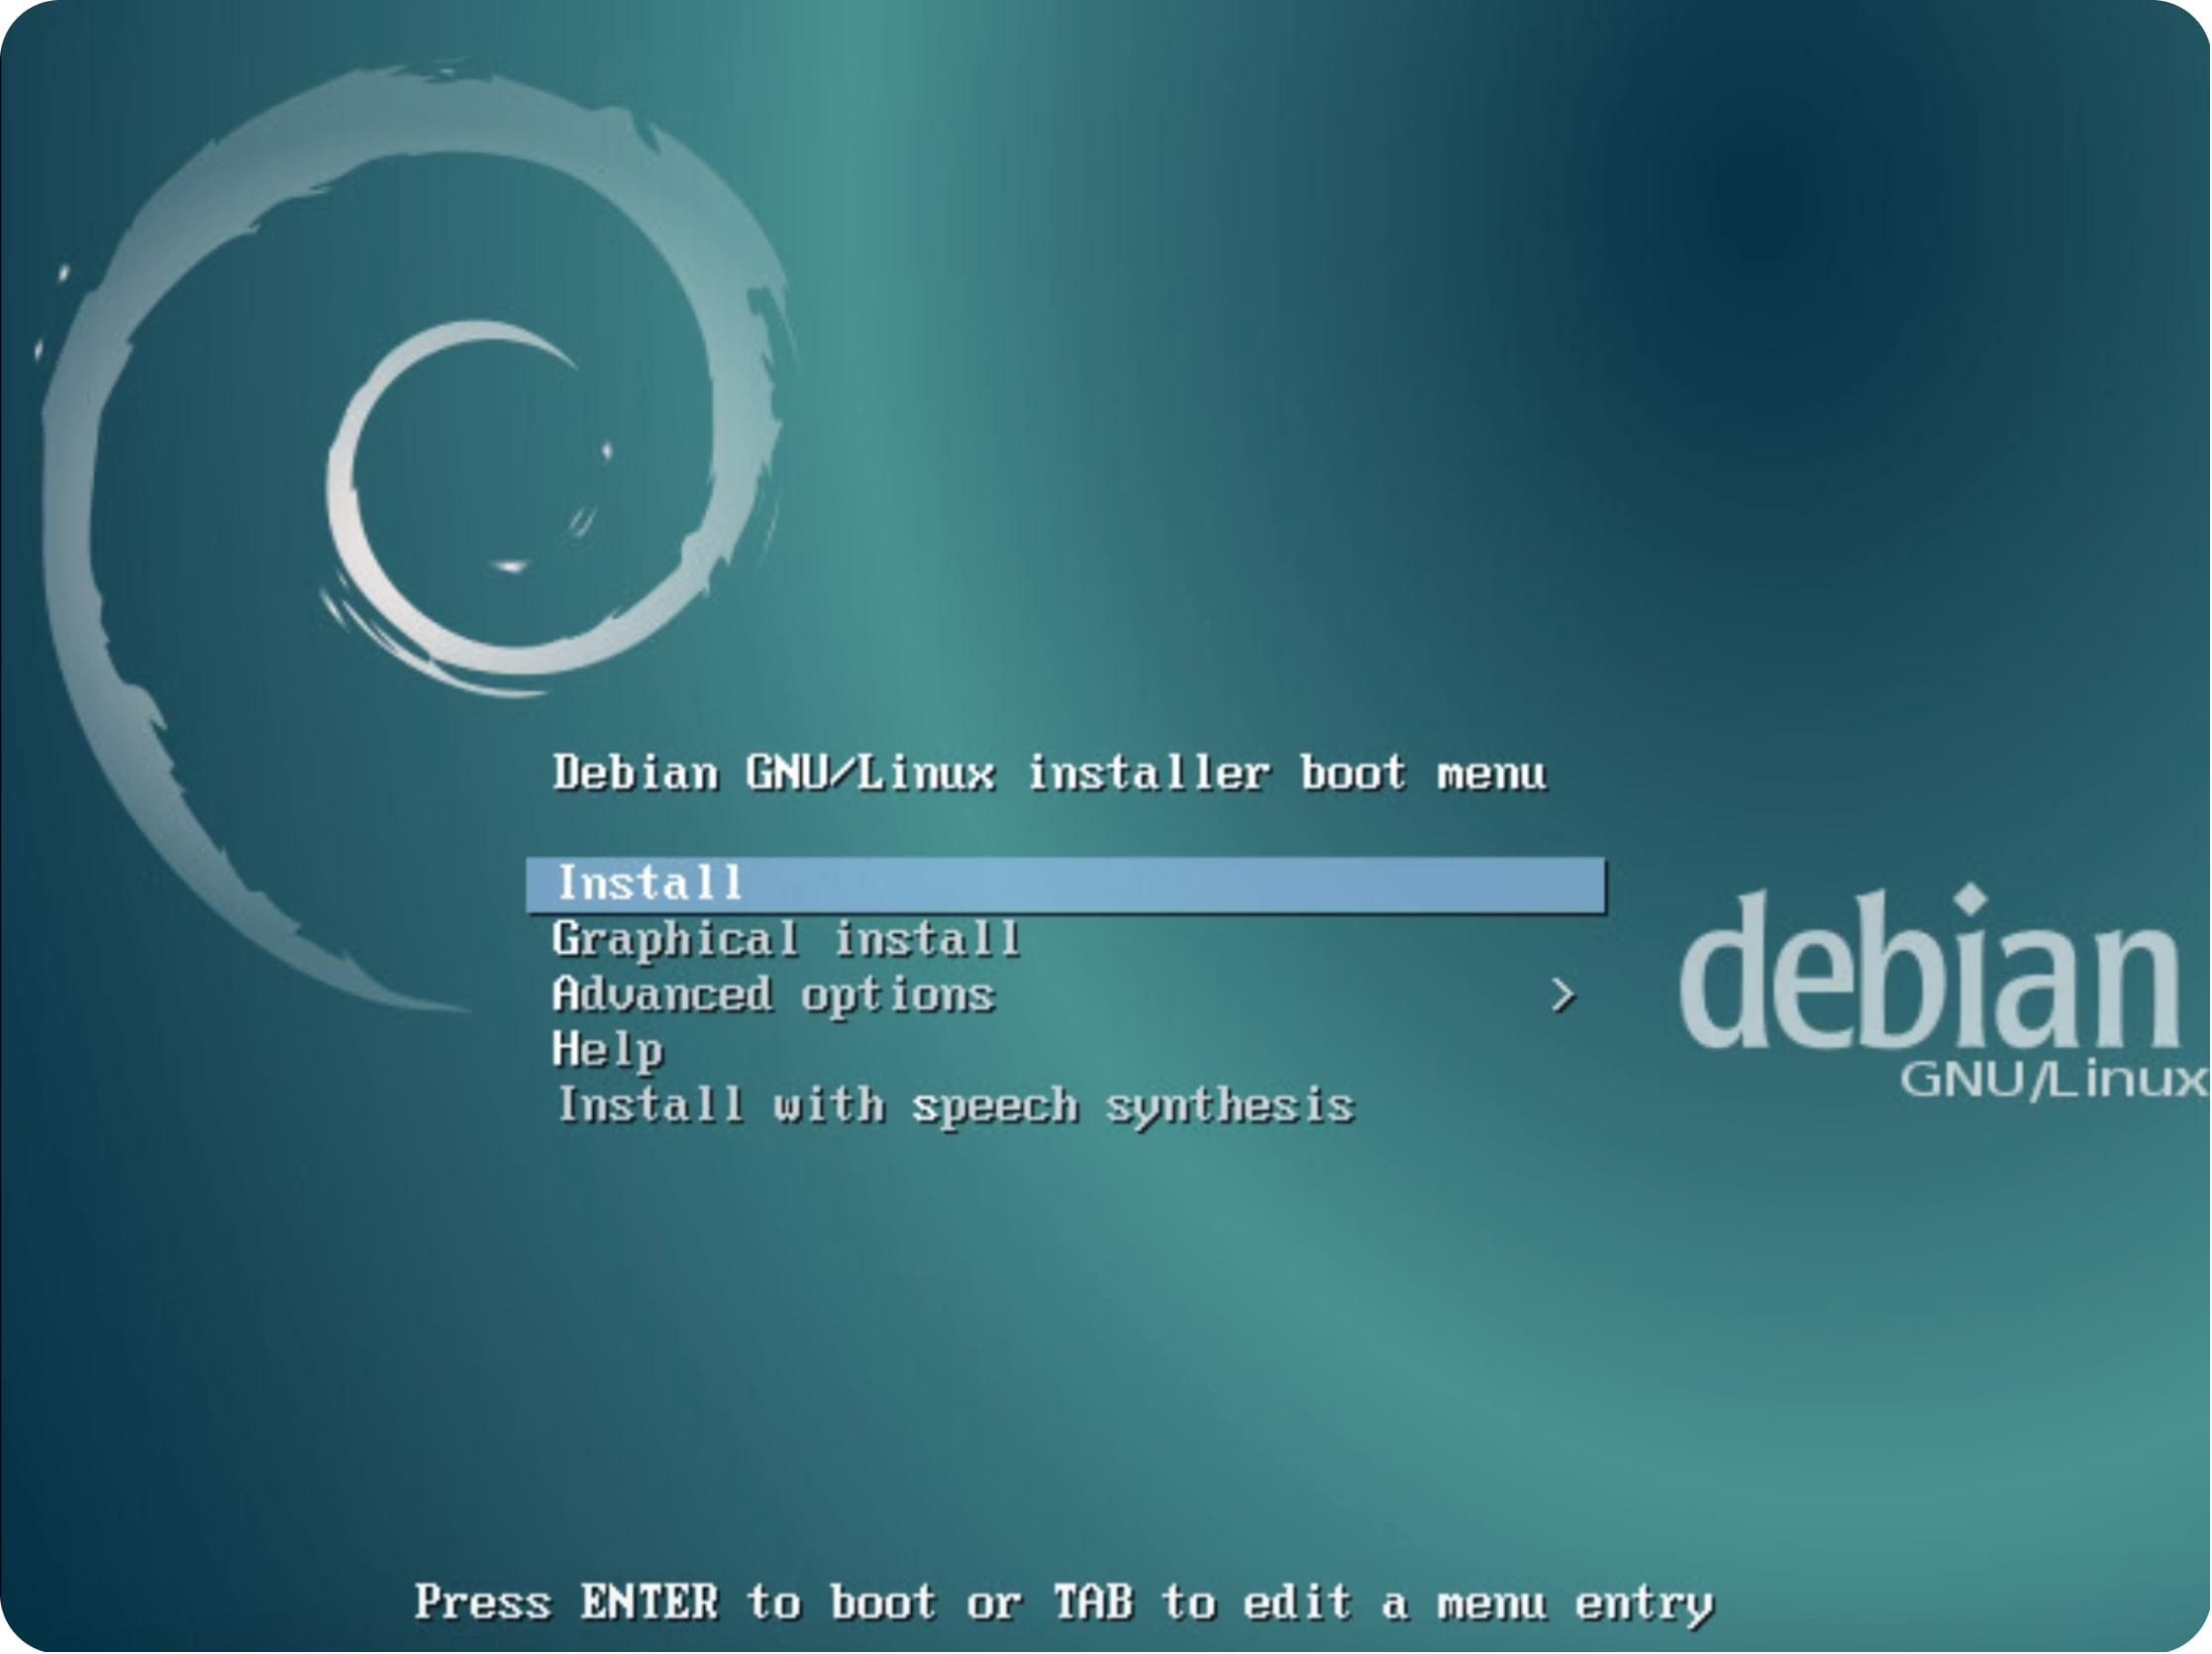 Debian GNU/Linux installer boot menu
Install
Graphical install
Advanced options >
Help
Install with speech synthesis
debian
GNU/Linux
Press ENTER to boot or TAB to edit a menu entry